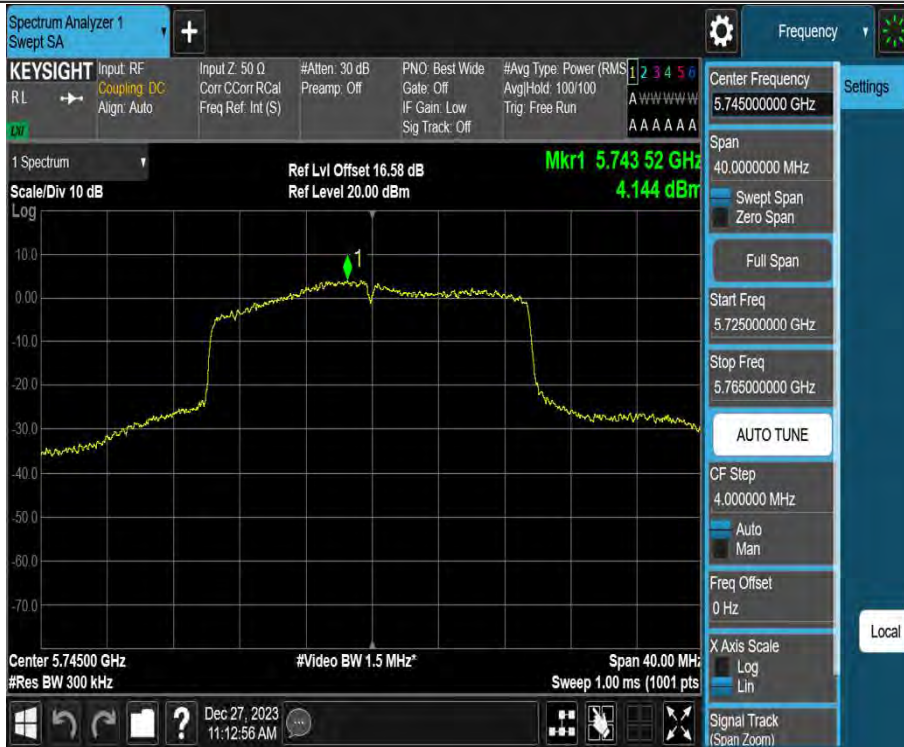 Spectrum Analyzer 1
Swept SA
+
Frequency
KEYSIGHT
RL
LXI
Input: RF
Coupling: DC
Align: Auto
Input Z: 50 Ω
Corr CCorr RCal
Freq Ref: Int (S)
#Atten: 30 dB
Preamp: Off
PNO: Best Wide
Gate: Off
IF Gain: Low
Sig Track: Off
#Avg Type: Power (RMS
Avg|Hold: 100/100
Trig: Free Run
1 2 3 4 5 6
A W W W W W
A A A A A A
1 Spectrum
Scale/Div 10 dB
Log
Ref Lvl Offset 16.58 dB
Ref Level 20.00 dBm
Mkr1 5.743 52 GHz
4.144 dBm
1
10.0
0.00
-10.0
-20.0
-30.0
-40.0
-50.0
-60.0
-70.0
Center 5.74500 GHz
#Res BW 300 kHz
#Video BW 1.5 MHz*
Span 40.00 MHz
Sweep 1.00 ms (1001 pts
?
Dec 27, 2023
11:12:56 AM
Center Frequency
5.745000000 GHz
Span
40.0000000 MHz
Swept Span
Zero Span
Full Span
Start Freq
5.725000000 GHz
Stop Freq
5.765000000 GHz
AUTO TUNE
CF Step
4.000000 MHz
Auto
Man
Freq Offset
0 Hz
X Axis Scale
Log
Lin
Signal Track
(Span Zoom)
Settings
Local